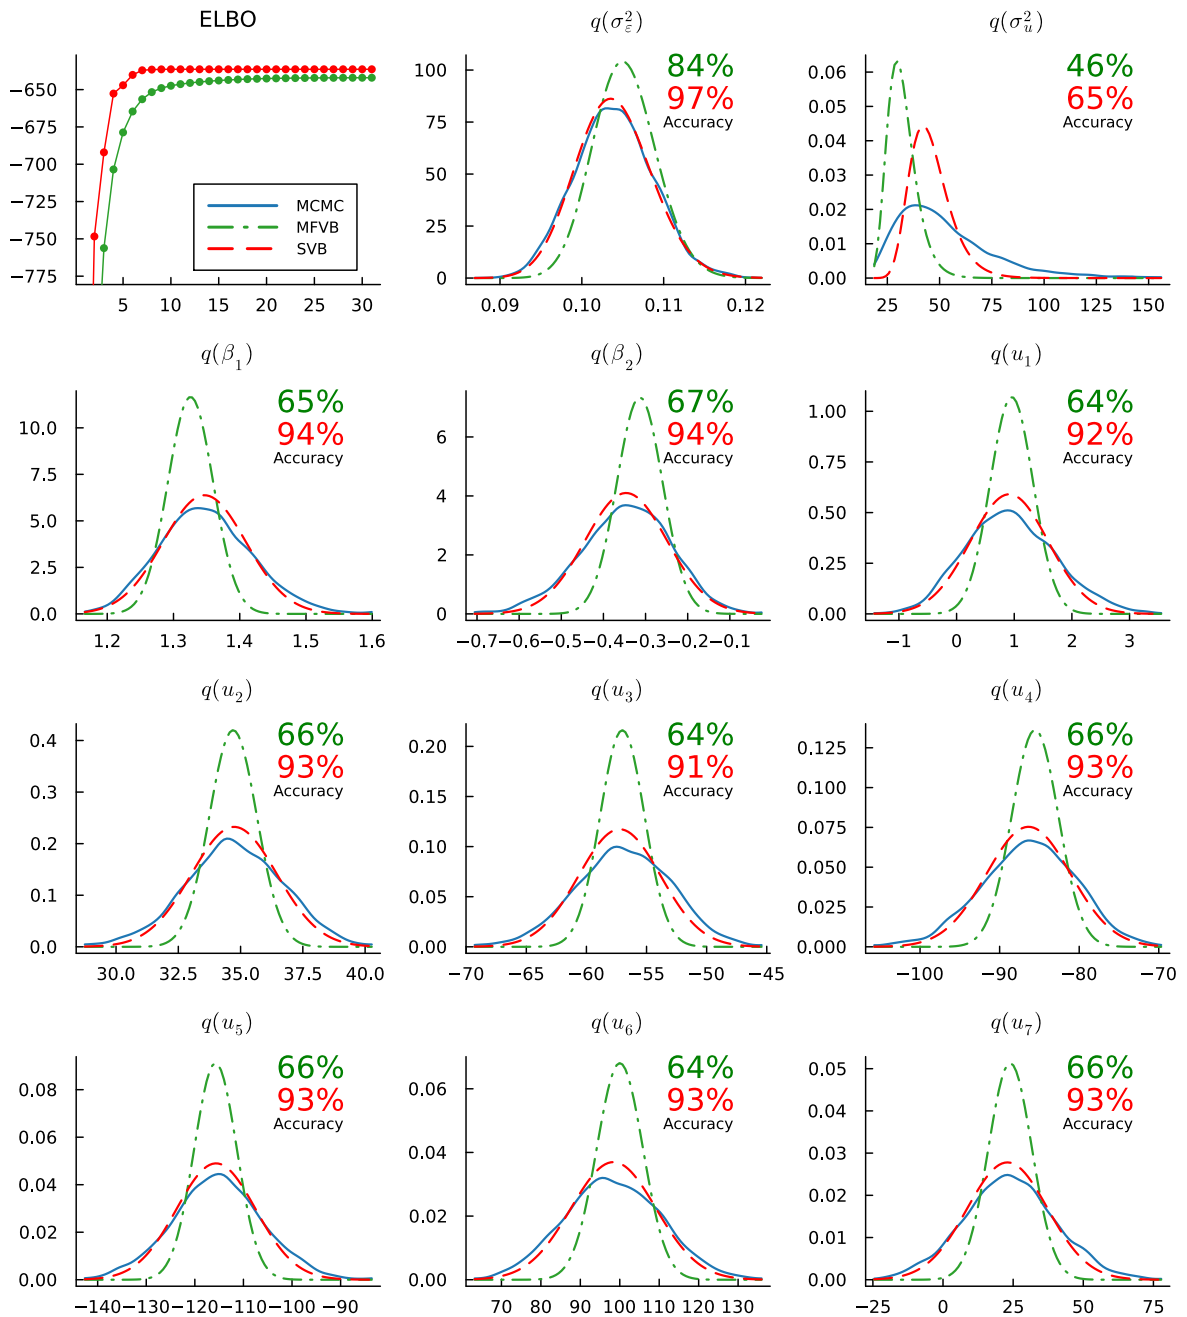 ELBO
−650
−675
−700
−725
−750
−775
5 10 15 20 25 30
MCMC
MFVB
SVB
q(σ²_ε)
84%
97%
Accuracy
100
75
50
25
0
0.09 0.10 0.11 0.12
q(σ²_u)
46%
65%
Accuracy
0.06
0.05
0.04
0.03
0.02
0.01
0.00
25 50 75 100 125 150
q(β₁)
65%
94%
Accuracy
10.0
7.5
5.0
2.5
0.0
1.2 1.3 1.4 1.5 1.6
q(β₂)
67%
94%
Accuracy
6
4
2
0
−0.7 −0.6 −0.5 −0.4 −0.3 −0.2 −0.1
q(u₁)
64%
92%
Accuracy
1.00
0.75
0.50
0.25
0.00
−1 0 1 2 3
q(u₂)
66%
93%
Accuracy
0.4
0.3
0.2
0.1
0.0
30.0 32.5 35.0 37.5 40.0
q(u₃)
64%
91%
Accuracy
0.20
0.15
0.10
0.05
0.00
−70 −65 −60 −55 −50 −45
q(u₄)
66%
93%
Accuracy
0.125
0.100
0.075
0.050
0.025
0.000
−100 −90 −80 −70
q(u₅)
66%
93%
Accuracy
0.08
0.06
0.04
0.02
0.00
−140 −130 −120 −110 −100 −90
q(u₆)
64%
93%
Accuracy
0.06
0.04
0.02
0.00
70 80 90 100 110 120 130
q(u₇)
66%
93%
Accuracy
0.05
0.04
0.03
0.02
0.01
0.00
−25 0 25 50 75